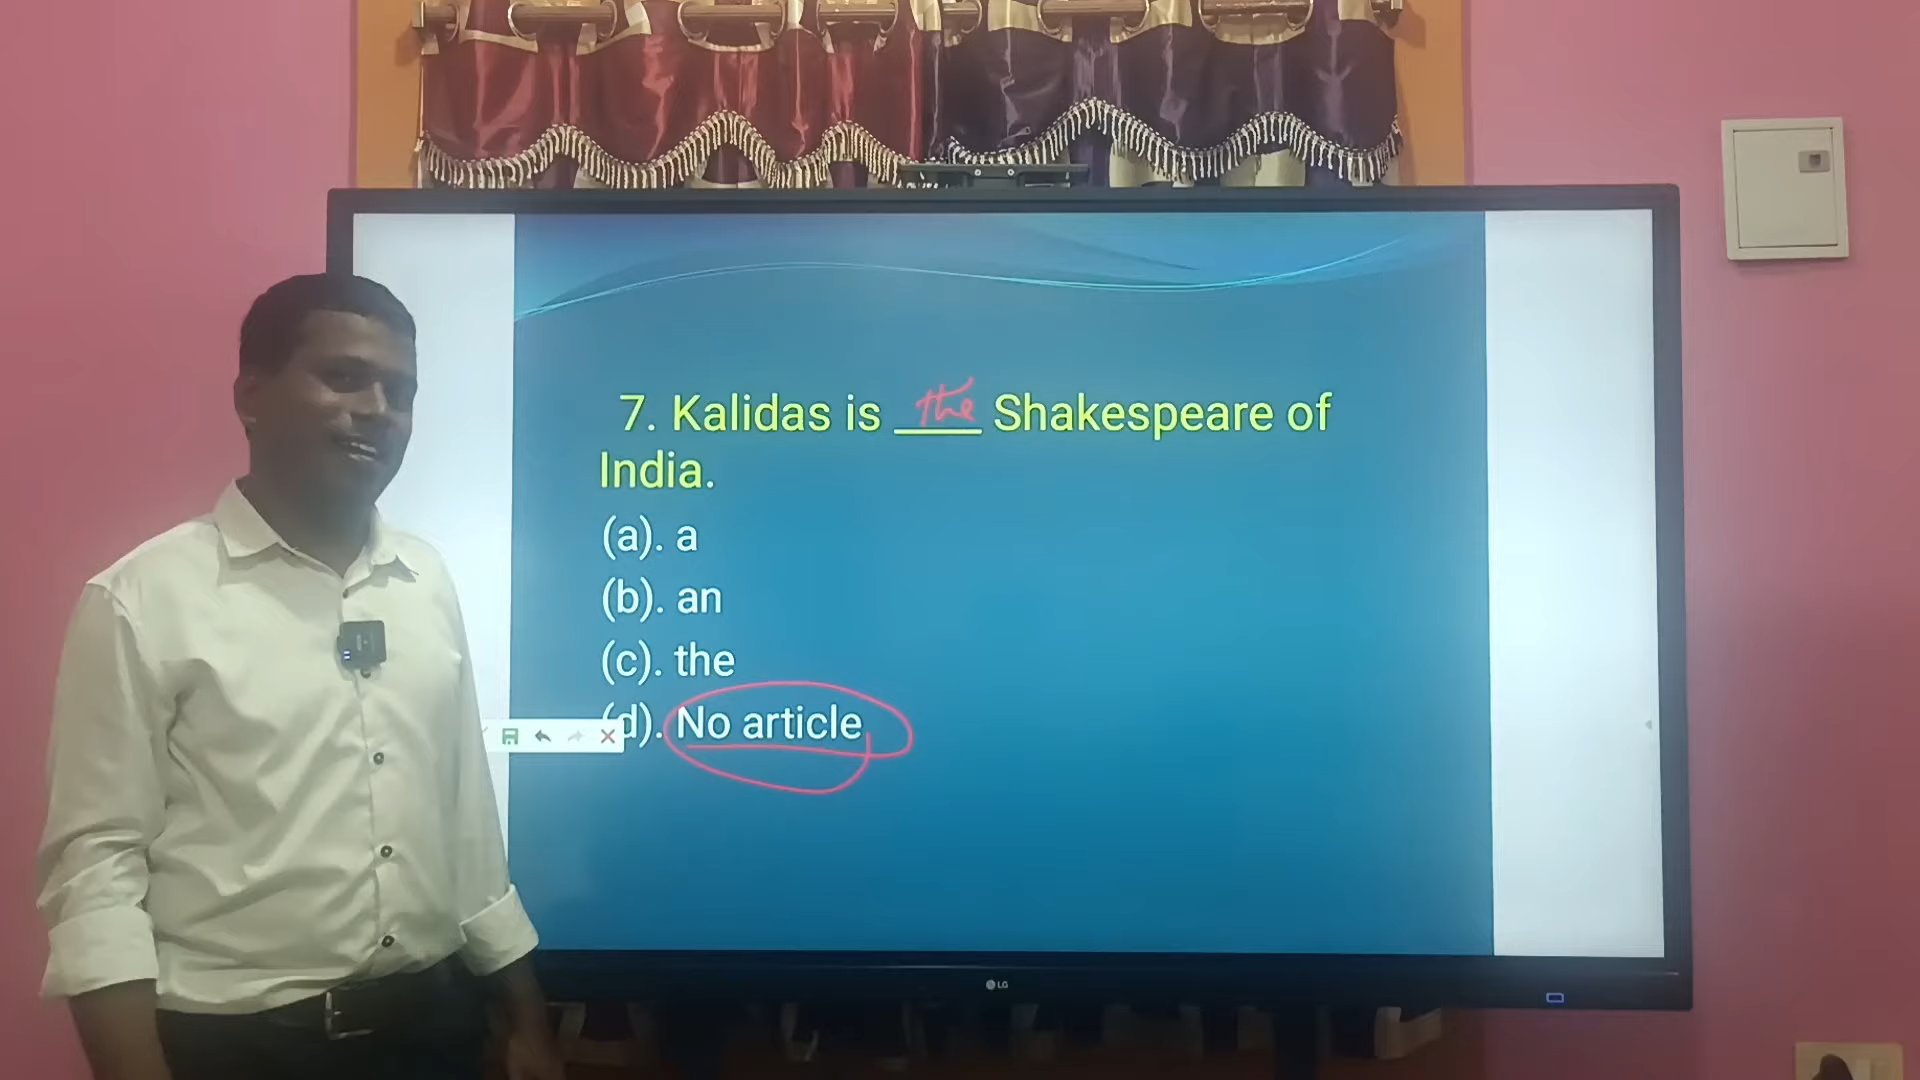 7. Kalidas is the Shakespeare of
India.
(a). a
(b). an
(c). the
(d). No article
LG